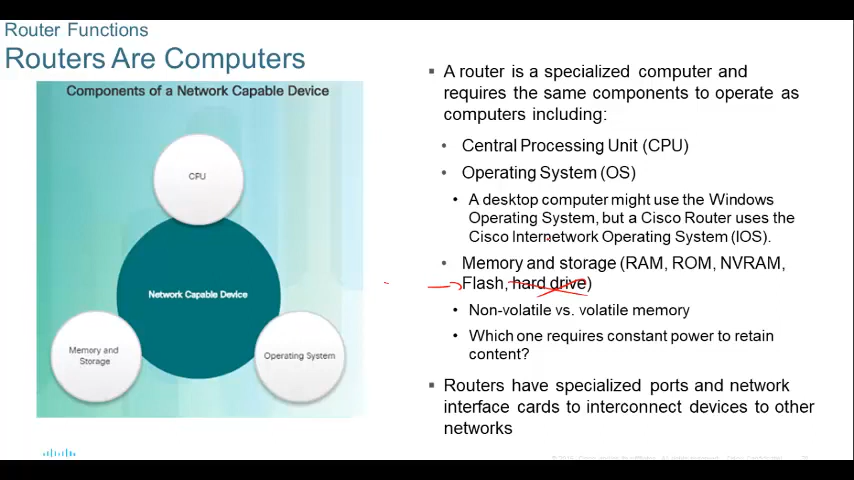 Router Functions
Routers Are Computers
Components of a Network Capable Device
CPU
Network Capable Device
Memory and
Storage
Operating System
▪ A router is a specialized computer and
requires the same components to operate as
computers including:
• Central Processing Unit (CPU)
• Operating System (OS)
• A desktop computer might use the Windows
Operating System, but a Cisco Router uses the
Cisco Internetwork Operating System (IOS).
• Memory and storage (RAM, ROM, NVRAM,
Flash, hard drive)
• Non-volatile vs. volatile memory
• Which one requires constant power to retain
content?
▪ Routers have specialized ports and network
interface cards to interconnect devices to other
networks